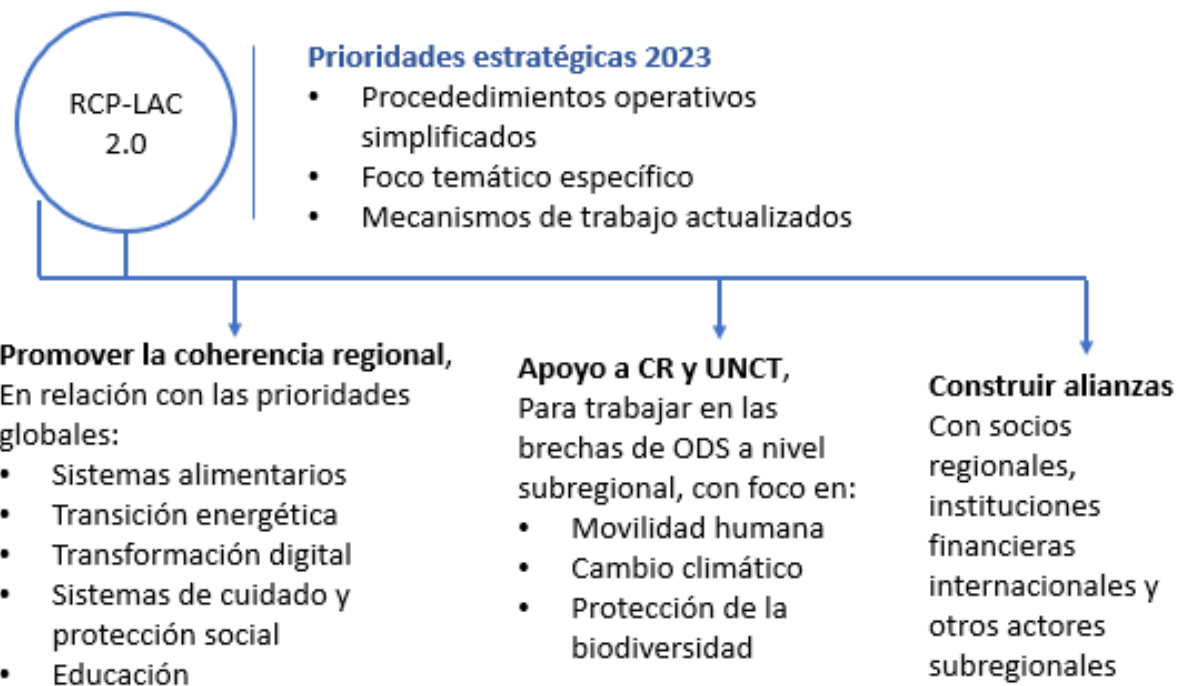 RCP-LAC
2.0
Prioridades estratégicas 2023
• Procededimientos operativos
simplificados
• Foco temático específico
• Mecanismos de trabajo actualizados
Promover la coherencia regional,
En relación con las prioridades
globales:
• Sistemas alimentarios
• Transición energética
• Transformación digital
• Sistemas de cuidado y
protección social
• Educación
Apoyo a CR y UNCT,
Para trabajar en las
brechas de ODS a nivel
subregional, con foco en:
• Movilidad humana
• Cambio climático
• Protección de la
biodiversidad
Construir alianzas
Con socios
regionales,
instituciones
financieras
internacionales y
otros actores
subregionales